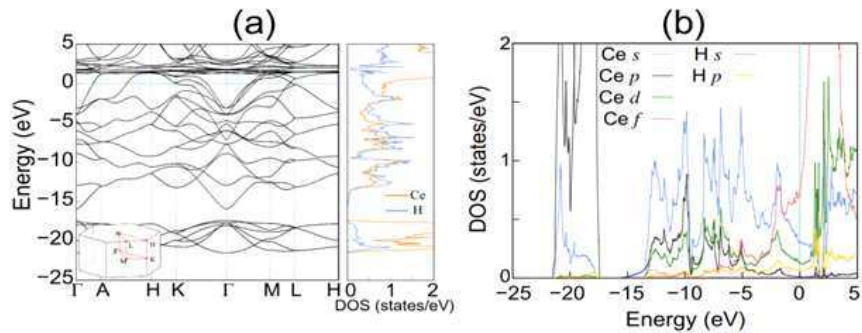 (a)
5
0
−5
−10
−15
−20
−25
Energy (eV)
Γ A H K Γ M L H
L H
K
Ce
H
0 1 2
DOS (states/eV)
(b)
2
1
0
DOS (states/eV)
Ce s H s
Ce p H p
Ce d
Ce f
−25 −20 −15 −10 −5 0 5
Energy (eV)